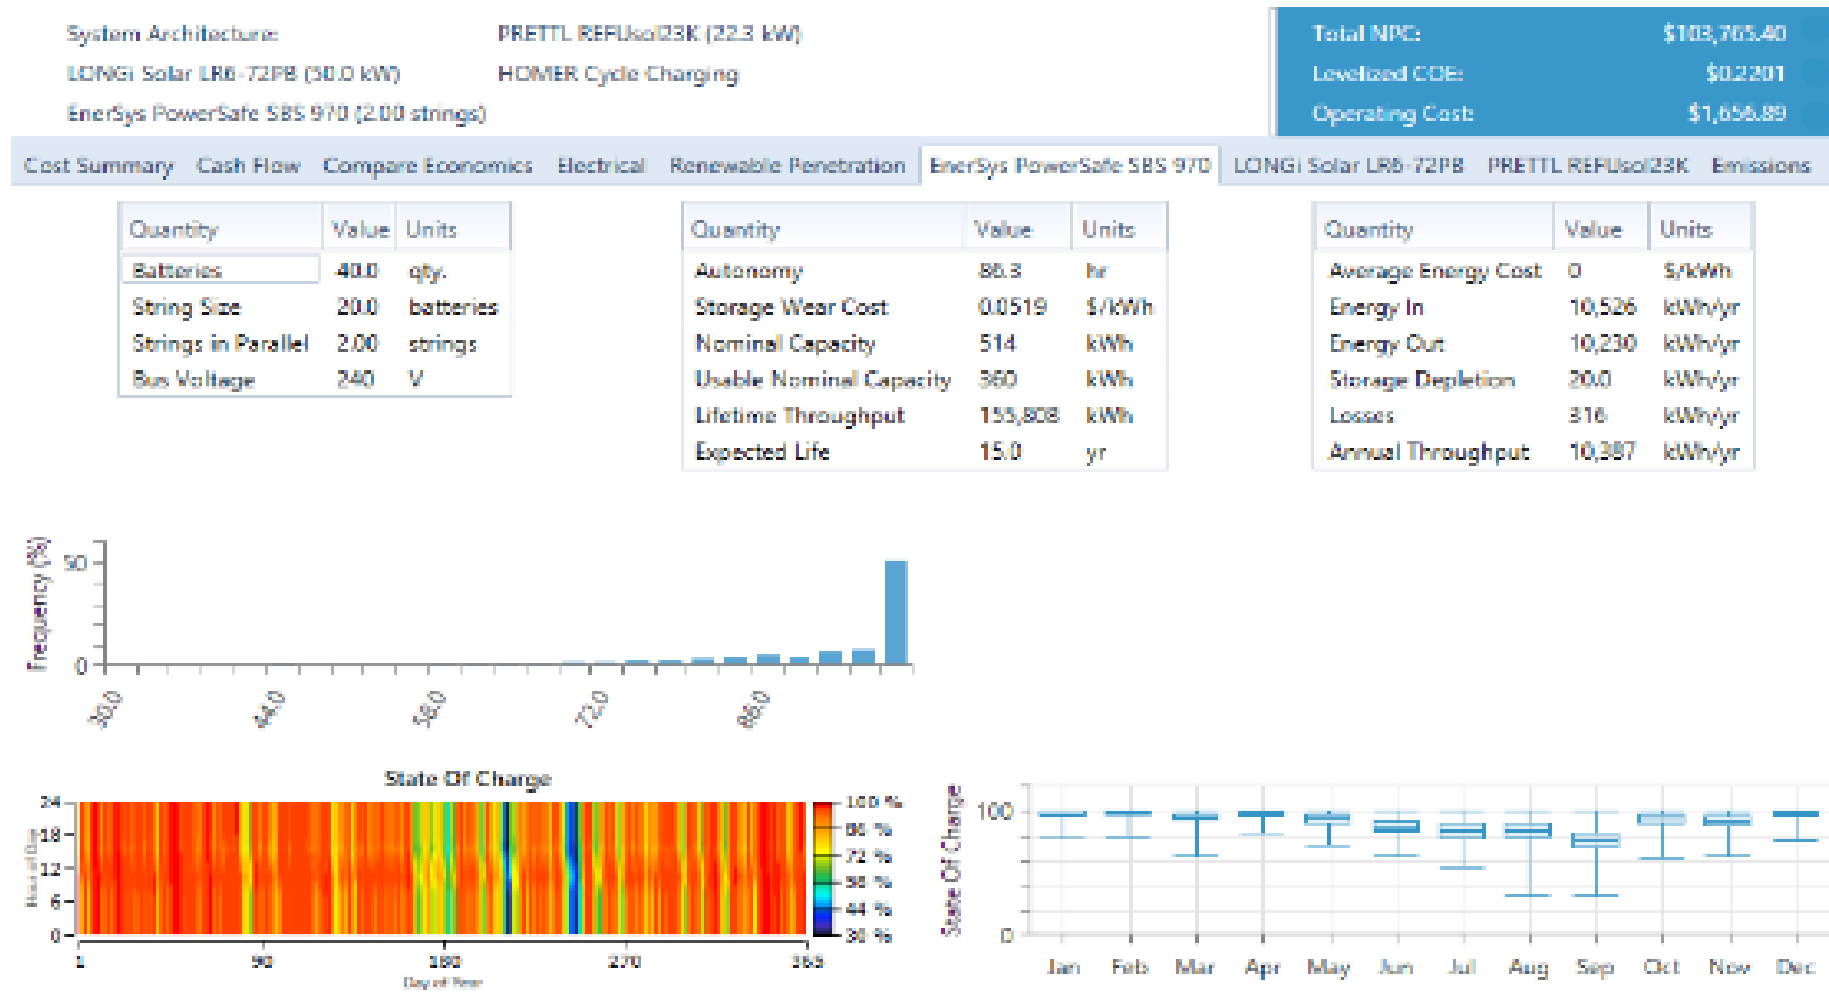 System Architecture:
PRETTL REFUsol23K (22.3 kW)
LONGi Solar LR6-72PB (50.0 kW)
HOMER Cycle Charging
EnerSys PowerSafe SBS 970 (2.00 strings)
Total NPC: $103,765.40
Levelized COE: $0.2201
Operating Cost: $1,656.89
Cost Summary Cash Flow Compare Economics Electrical Renewable Penetration EnerSys PowerSafe SBS 970 LONGi Solar LR6-72PB PRETTL REFUsol23K Emissions
Quantity Value Units
Batteries 40.0 qty.
String Size 20.0 batteries
Strings in Parallel 2.00 strings
Bus Voltage 240 V
Quantity Value Units
Autonomy 86.3 hr
Storage Wear Cost 0.0519 $/kWh
Nominal Capacity 514 kWh
Usable Nominal Capacity 360 kWh
Lifetime Throughput 155,808 kWh
Expected Life 15.0 yr
Quantity Value Units
Average Energy Cost 0 $/kWh
Energy In 10,526 kWh/yr
Energy Out 10,230 kWh/yr
Storage Depletion 20.0 kWh/yr
Losses 316 kWh/yr
Annual Throughput 10,387 kWh/yr
Frequency (%)
50
0
30.0 44.0 58.0 72.0 86.0
State Of Charge
Hour of Day
24
18
12
6
0
1 90 180 270 365
Day of Year
100 %
86 %
72 %
58 %
44 %
30 %
State Of Charge
100
0
Jan Feb Mar Apr May Jun Jul Aug Sep Oct Nov Dec